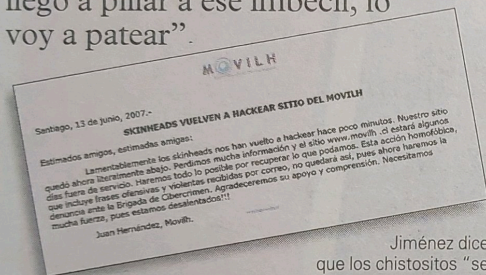 llegó a pillar a ese imbécil, lo
voy a patear”.
MOVILH
Santiago, 13 de junio, 2007.-
SKINHEADS VUELVEN A HACKEAR SITIO DEL MOVILH
Estimados amigos, estimadas amigas:
Lamentablemente los skinheads nos han vuelto a hackear hace poco minutos. Nuestro sitio
quedó ahora literalmente abajo. Perdimos mucha información y el sitio www.movilh .cl estará algunos
días fuera de servicio. Haremos todo lo posible por recuperar lo que podamos. Esta acción homofóbica,
que incluye frases ofensivas y violentas recibidas por correo, no quedará así, pues ahora haremos la
denuncia ante la Brigada de Cibercrimen. Agradeceremos su apoyo y comprensión. Necesitamos
mucha fuerza, pues estamos desalentados!!!
Juan Hernández, Movilh.
Jiménez dice
que los chistositos “se